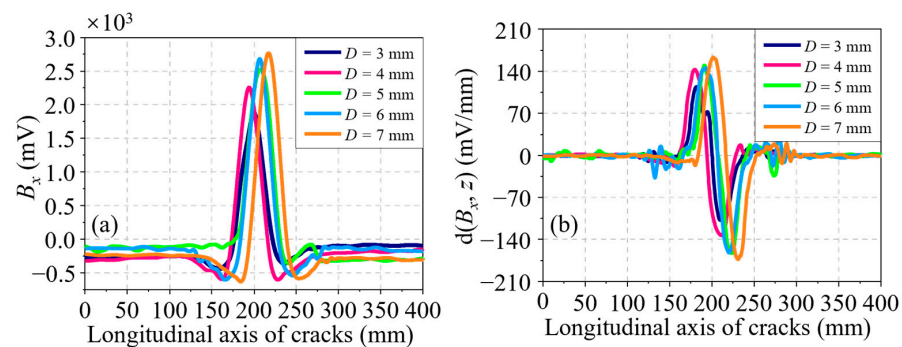 ×10³
3.0
2.5
2.0
1.5
1.0
0.5
0.0
−0.5
Bₓ (mV)
D = 3 mm
D = 4 mm
D = 5 mm
D = 6 mm
D = 7 mm
(a)
0 50 100 150 200 250 300 350 400
Longitudinal axis of cracks (mm)
210
140
70
0
−70
−140
−210
d(Bₓ, z) (mV/mm)
D = 3 mm
D = 4 mm
D = 5 mm
D = 6 mm
D = 7 mm
(b)
0 50 100 150 200 250 300 350 400
Longitudinal axis of cracks (mm)